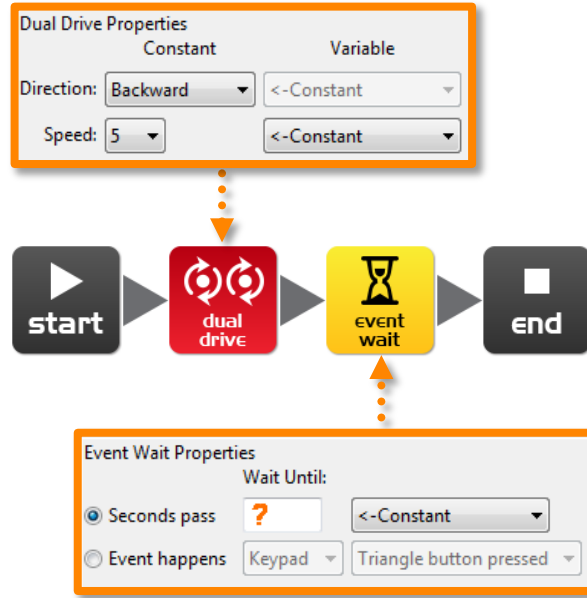 Dual Drive Properties
Constant Variable
Direction: Backward <-Constant
Speed: 5 <-Constant
start
dual drive
event wait
end
Event Wait Properties
Wait Until:
Seconds pass ? <-Constant
Event happens Keypad Triangle button pressed